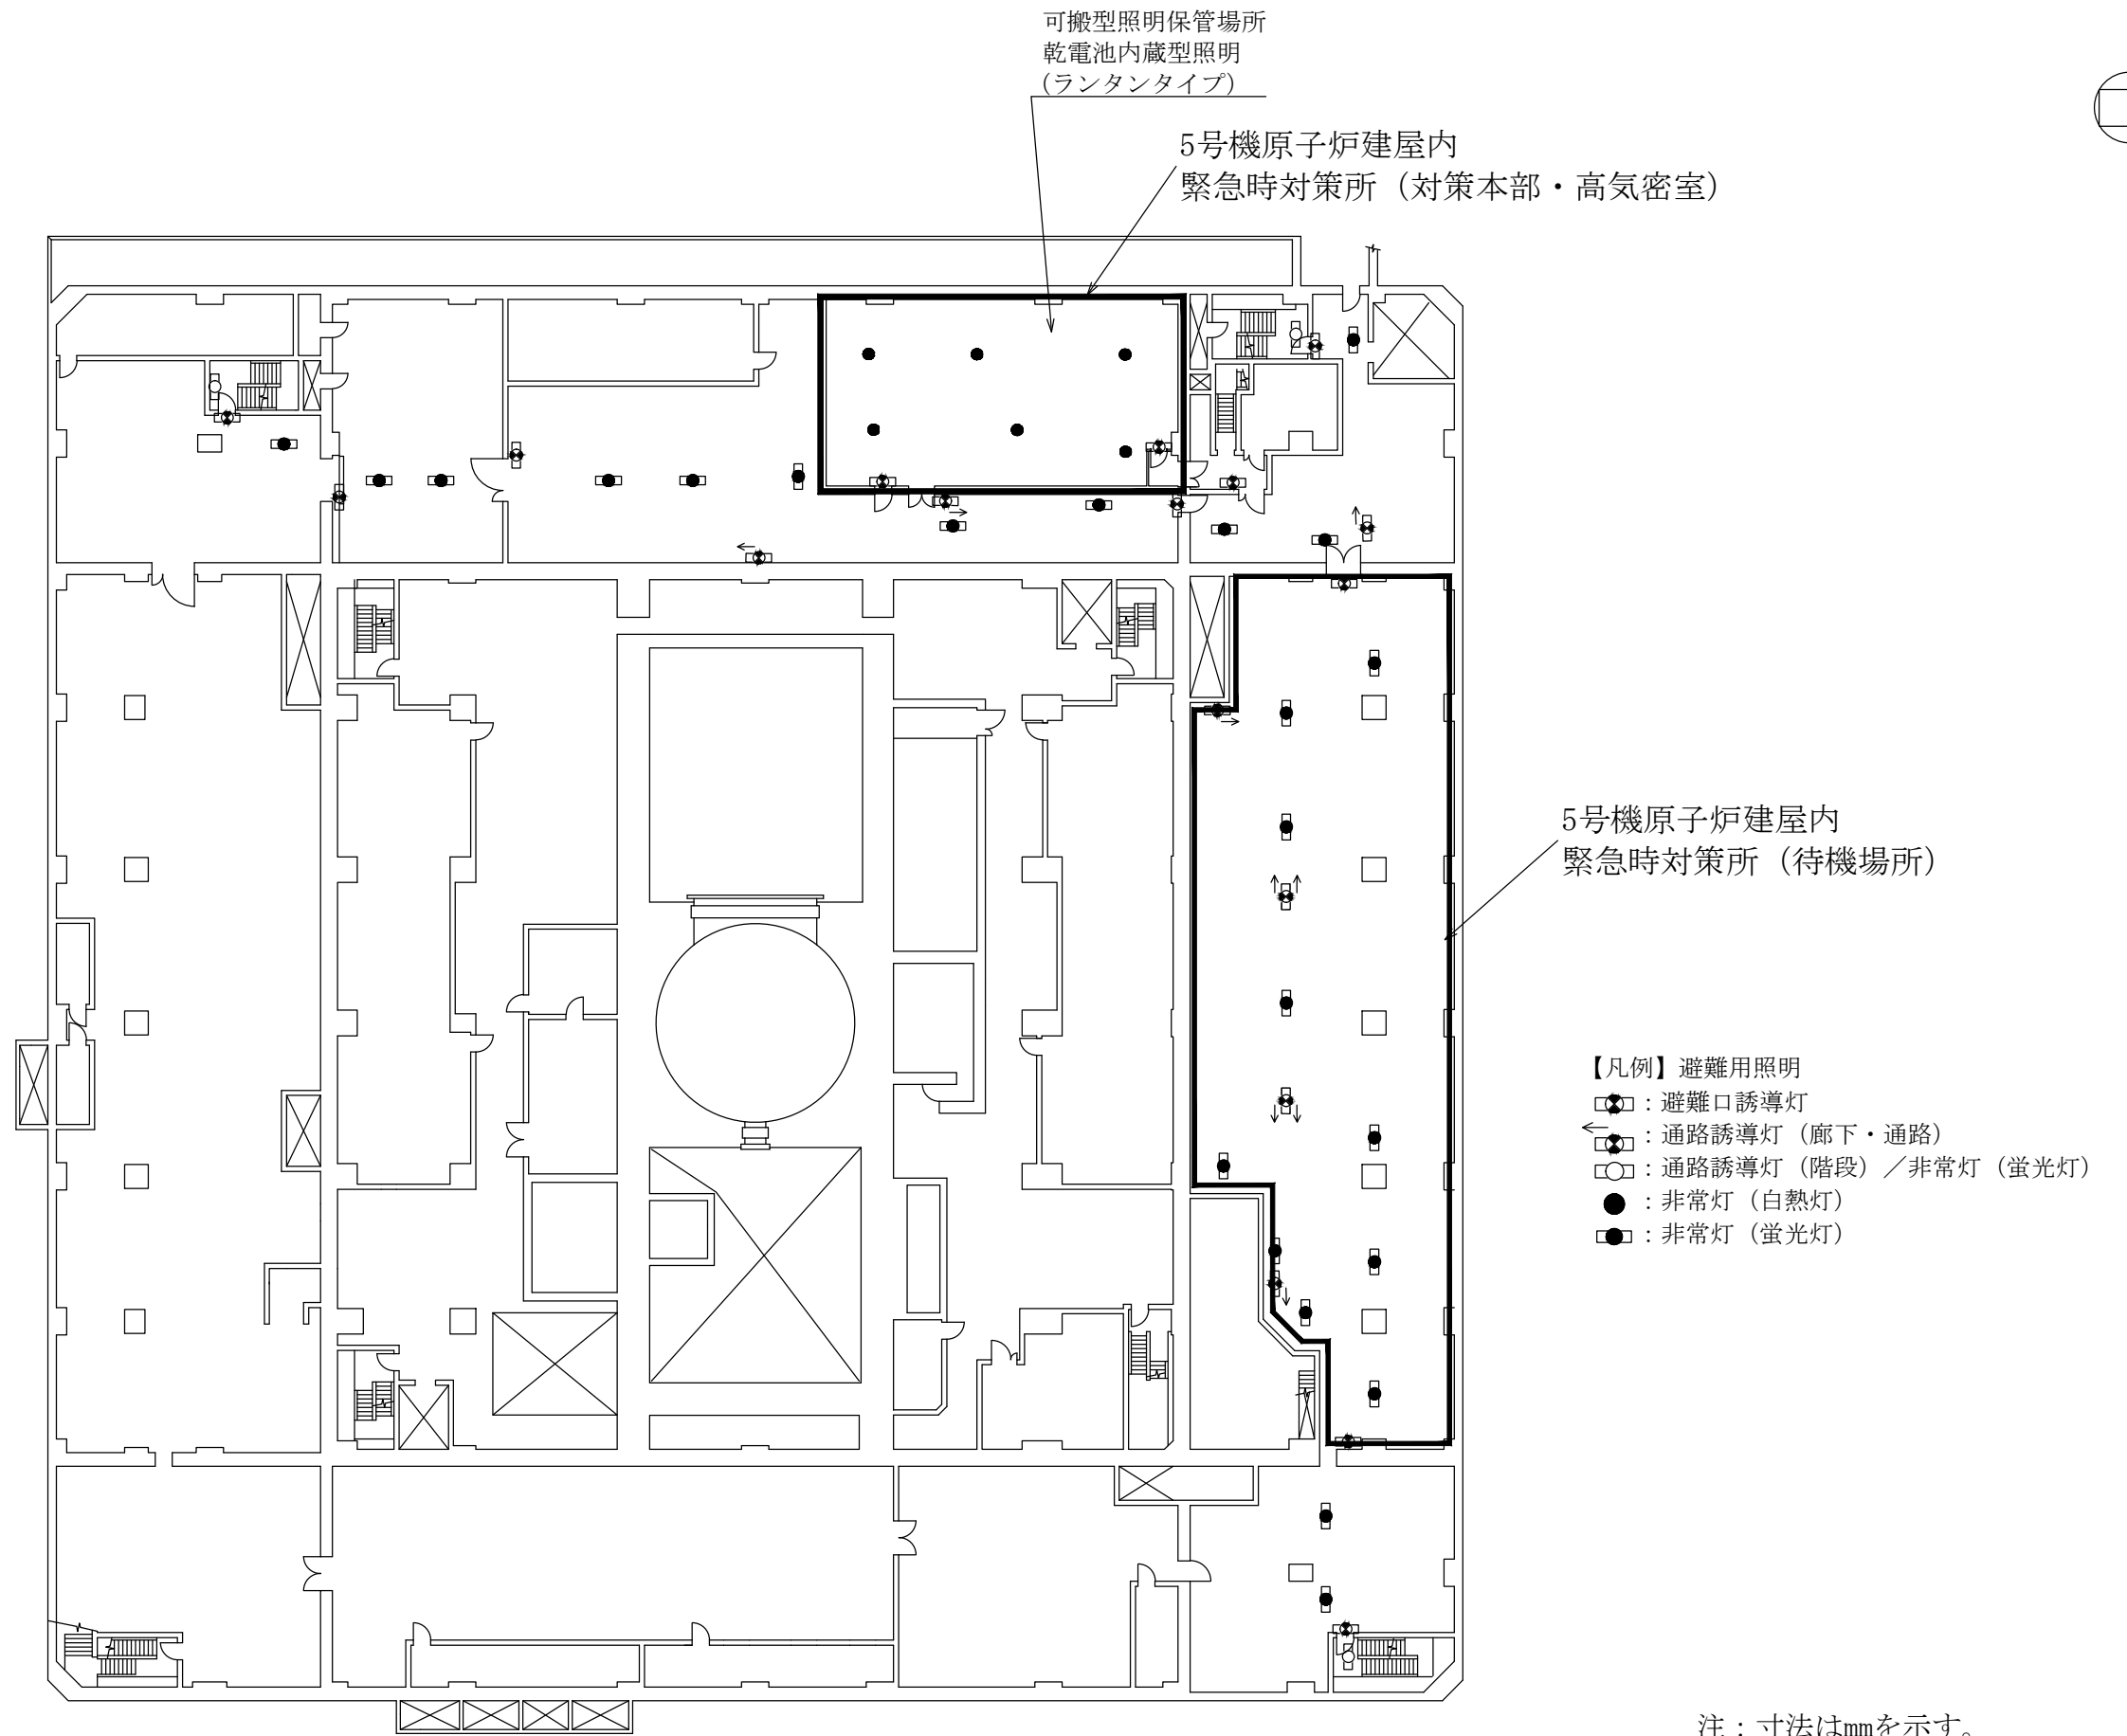 可搬型照明保管場所
乾電池内蔵型照明
(ランタンタイプ)
5号機原子炉建屋内
緊急時対策所（対策本部・高気密室）
5号機原子炉建屋内
緊急時対策所（待機場所）
【凡例】避難用照明
：避難口誘導灯
：通路誘導灯（廊下・通路）
：通路誘導灯（階段）／非常灯（蛍光灯）
：非常灯（白熱灯）
：非常灯（蛍光灯）
注：寸法はmmを示す。